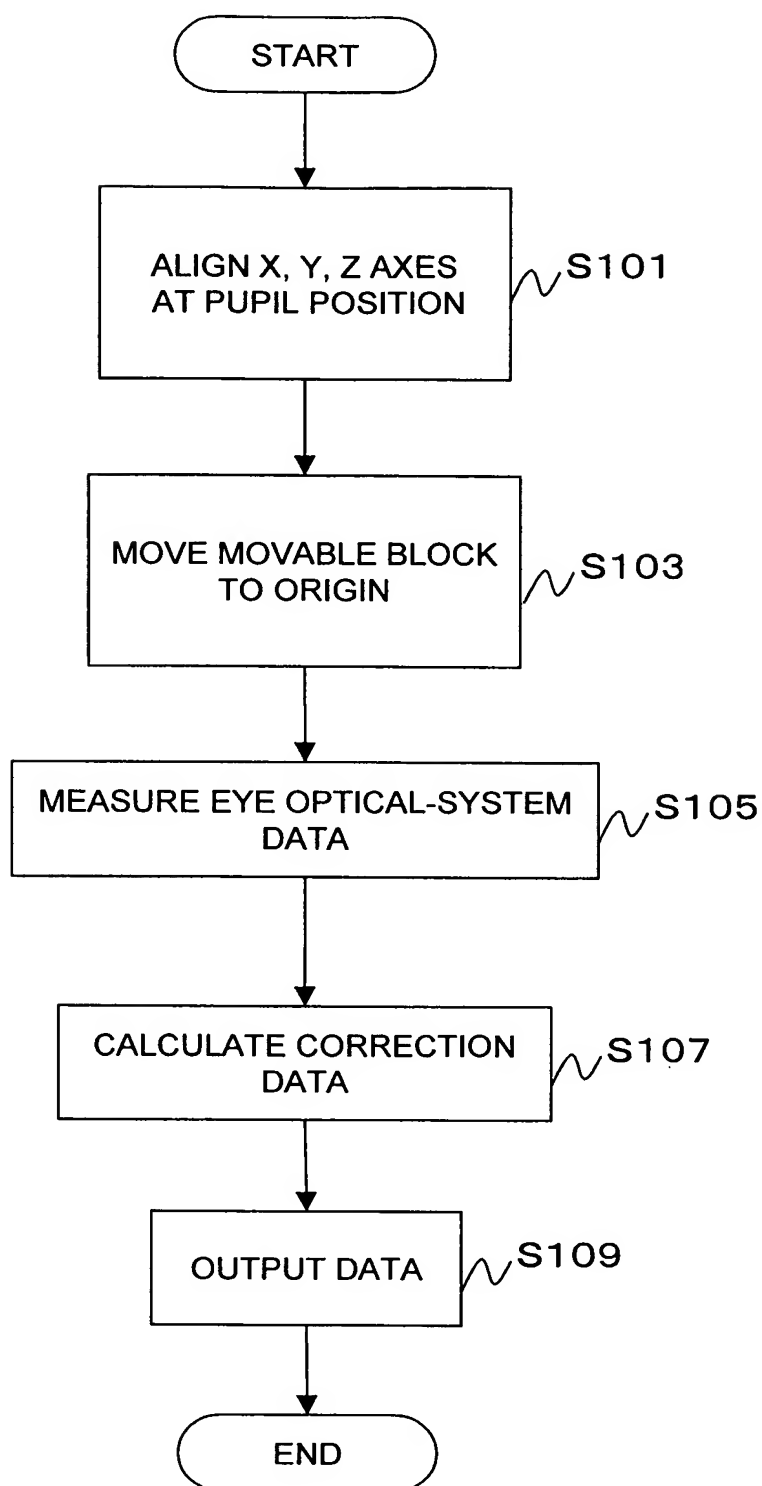 START
ALIGN X, Y, Z AXES
AT PUPIL POSITION
S101
MOVE MOVABLE BLOCK
TO ORIGIN
S103
MEASURE EYE OPTICAL-SYSTEM
DATA
S105
CALCULATE CORRECTION
DATA
S107
OUTPUT DATA
S109
END